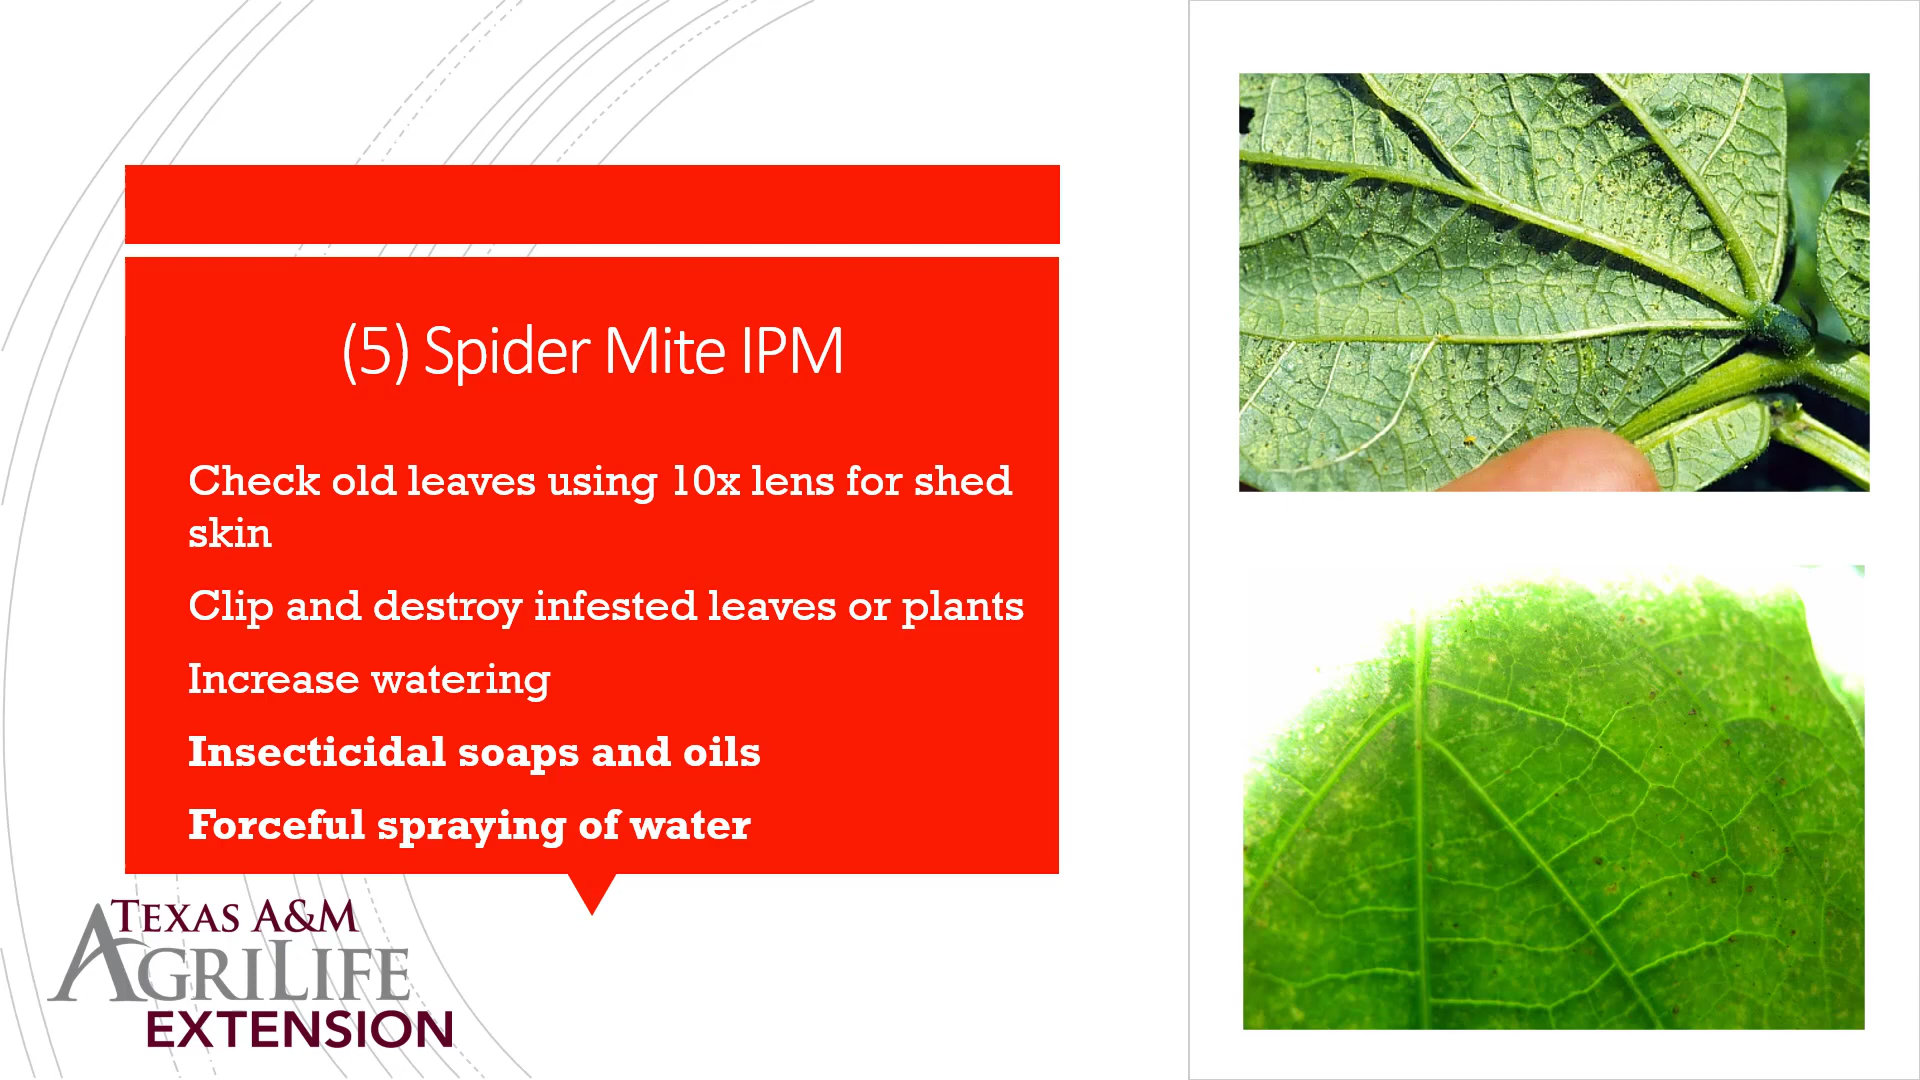 (5) Spider Mite IPM
Check old leaves using 10x lens for shed
skin
Clip and destroy infested leaves or plants
Increase watering
Insecticidal soaps and oils
Forceful spraying of water
TEXAS A&M
AGRILIFE
EXTENSION